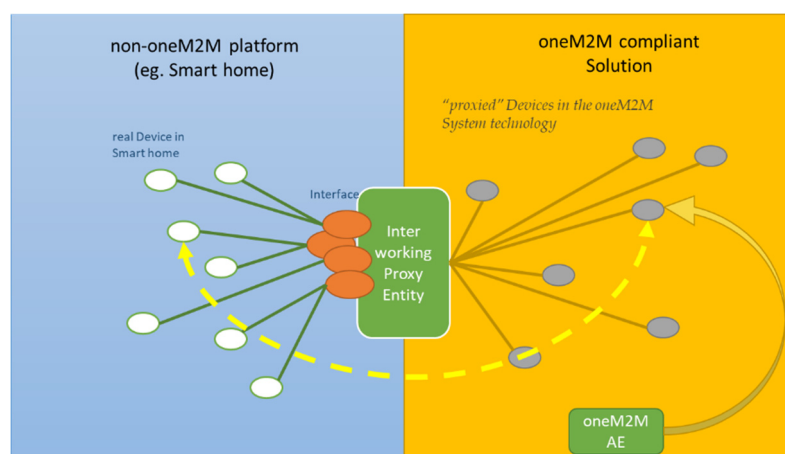 non-oneM2M platform
(eg. Smart home)
oneM2M compliant
Solution
"proxied" Devices in the oneM2M
System technology
real Device in
Smart home
Interface
Inter
working
Proxy
Entity
oneM2M
AE